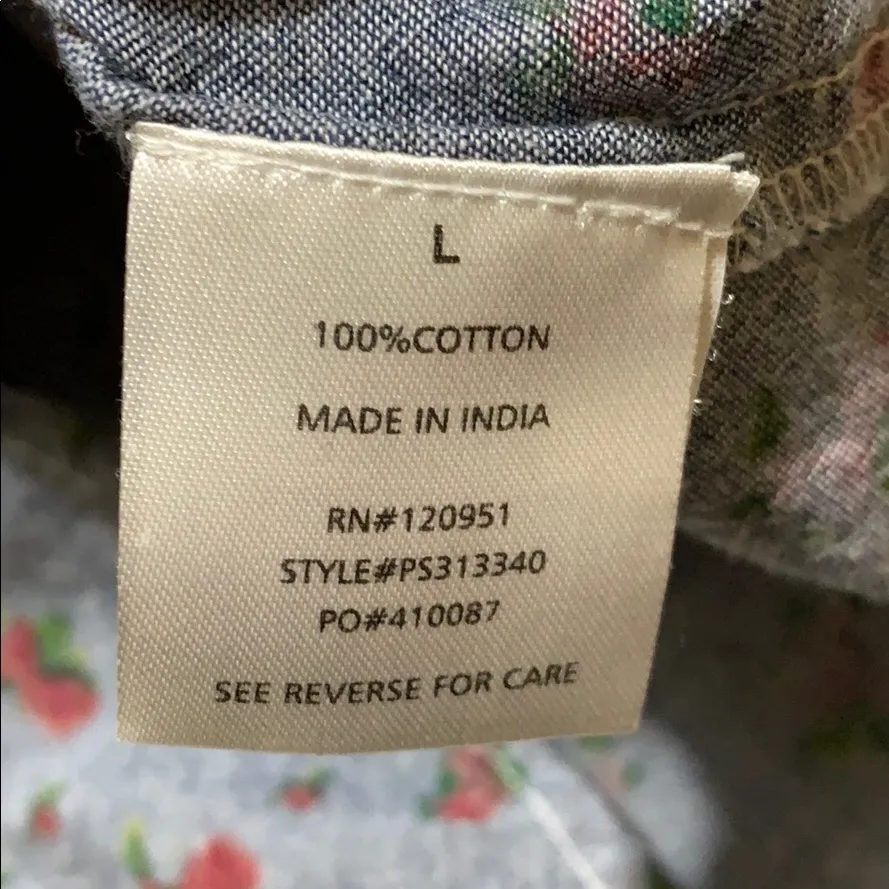 L
100%COTTON
MADE IN INDIA
RN#120951
STYLE#PS313340
PO#410087
SEE REVERSE FOR CARE